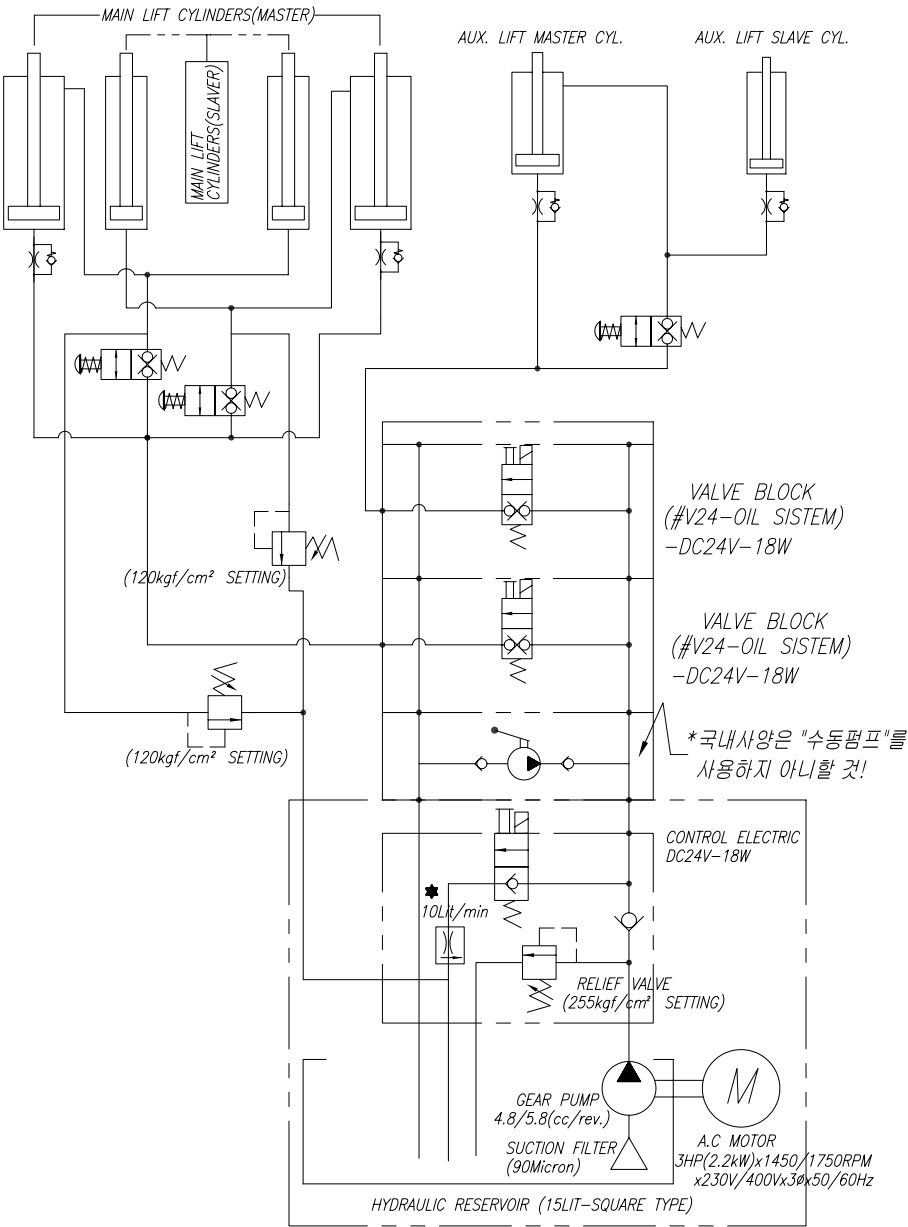 MAIN LIFT CYLINDERS(MASTER)
AUX. LIFT MASTER CYL.
AUX. LIFT SLAVE CYL.
MAIN LIFT
CYLINDERS(SLAVER)
VALVE BLOCK
(#V24-OIL SISTEM)
-DC24V-18W
(120kgf/cm² SETTING)
VALVE BLOCK
(#V24-OIL SISTEM)
-DC24V-18W
(120kgf/cm² SETTING)
*국내사양은 "수동펌프"를
사용하지 아니할 것!
CONTROL ELECTRIC
DC24V-18W
10Lit/min
RELIEF VALVE
(255kgf/cm² SETTING)
GEAR PUMP
4.8/5.8(cc/rev.)
M
SUCTION FILTER
(90Micron)
A.C MOTOR
3HP(2.2kW)x1450/1750RPM
x230V/400Vx3øx50/60Hz
HYDRAULIC RESERVOIR (15LIT-SQUARE TYPE)